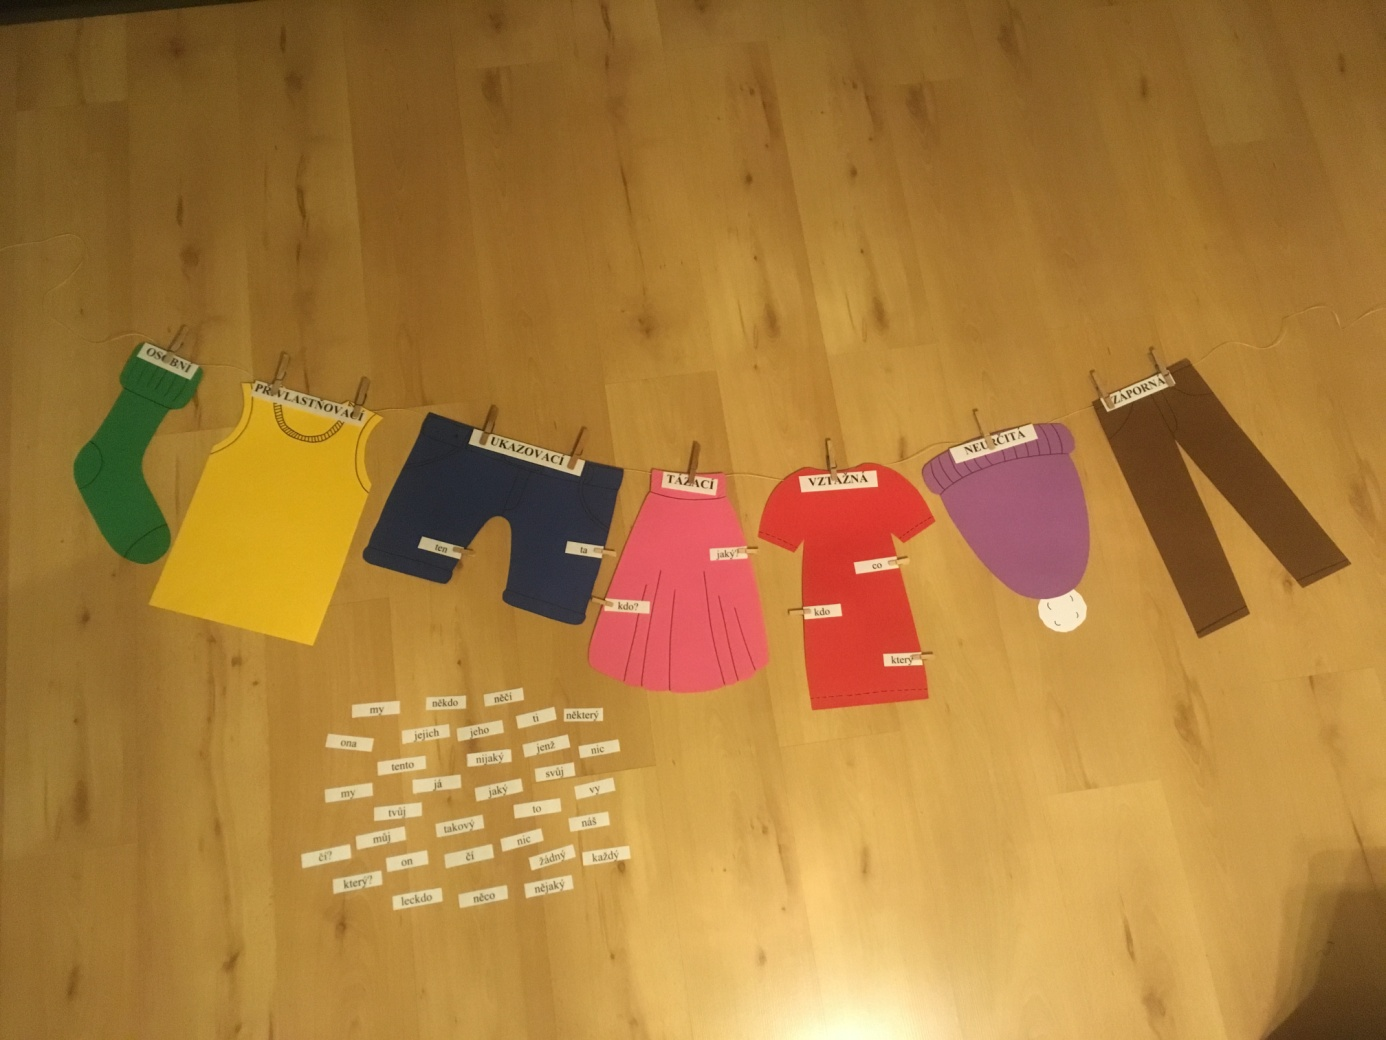 OSOBNÍ
PŘIVLASTŇOVACÍ
UKAZOVACÍ
TÁZACÍ
VZTAŽNÁ
NEURČITÁ
ZÁPORNÁ
ten
ta
jaký?
kdo?
co
kdo
který
my
někdo
něčí
ti
některý
ona
jejich
jeho
jenž
nic
tento
nijaký
svůj
my
já
jaký
vy
tvůj
to
takový
náš
můj
nic
čí?
on
čí
žádný
každý
který?
leckdo
něco
nějaký